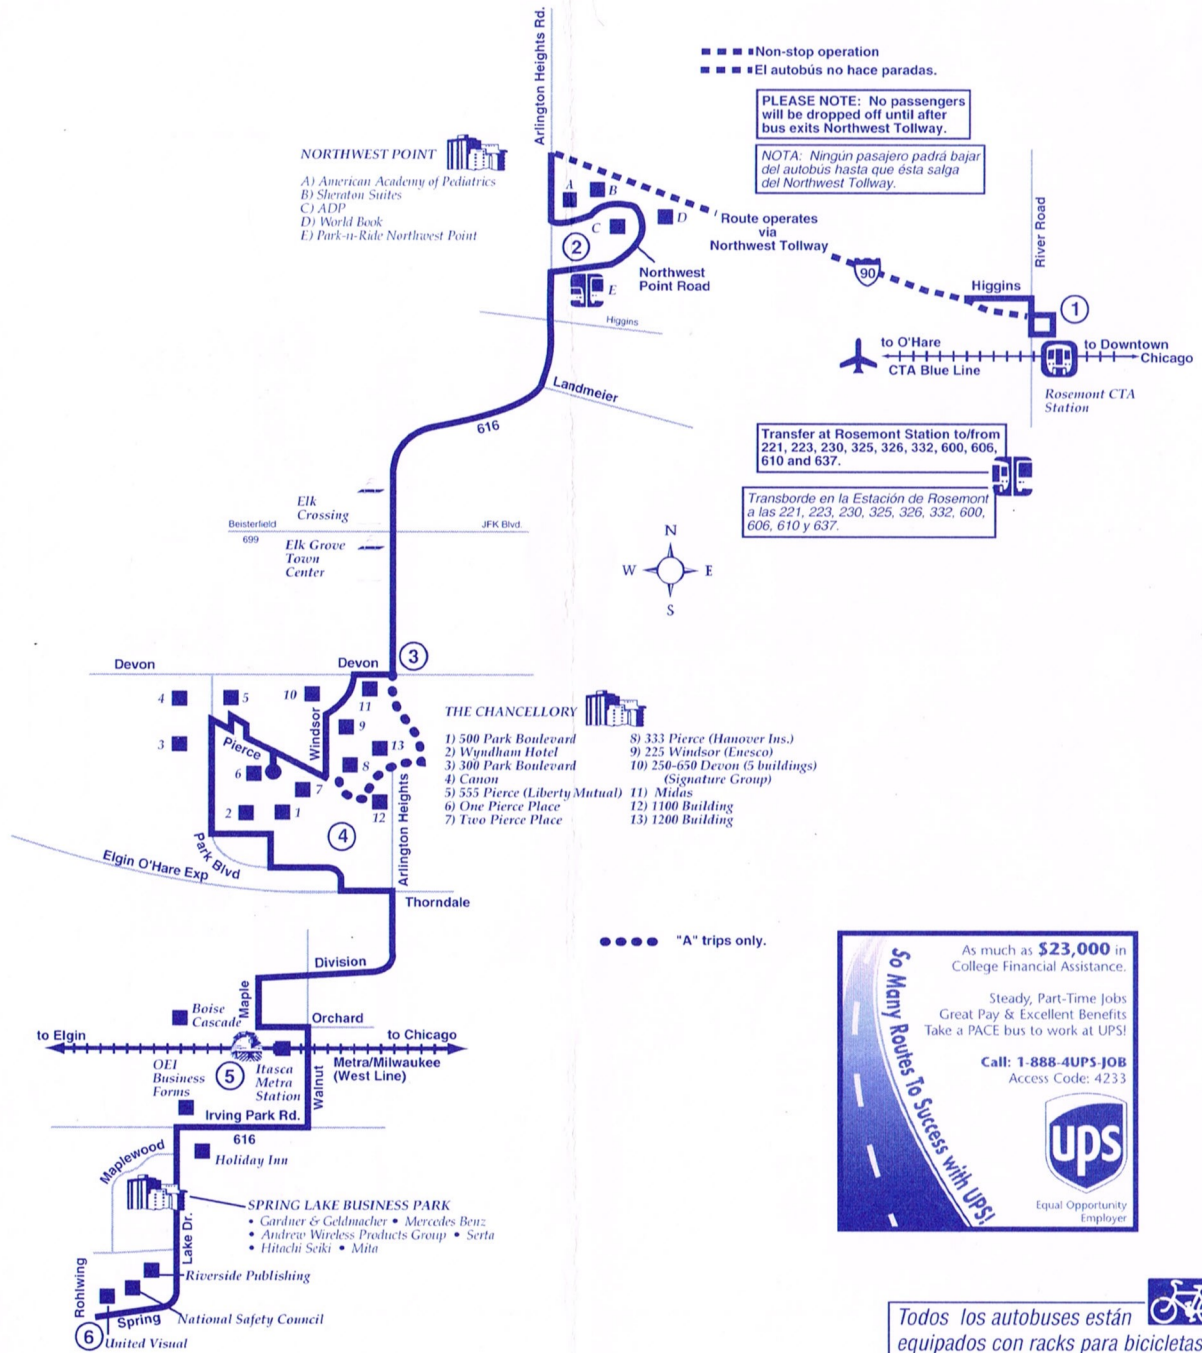 Arlington Heights Rd.
Non-stop operation
El autobús no hace paradas.
PLEASE NOTE: No passengers
will be dropped off until after
bus exits Northwest Tollway.
NOTA: Ningún pasajero padrá bajar
del autobús hasta que ésta salga
del Northwest Tollway.
NORTHWEST POINT
A) American Academy of Pediatrics
B) Sheraton Suites
C) ADP
D) World Book
E) Park-n-Ride Northwest Point
A
B
C
D
E
2
Route operates
via
Northwest Tollway
Northwest
Point Road
90
River Road
Higgins
1
Higgins
to O'Hare
CTA Blue Line
to Downtown
Chicago
Rosemont CTA
Station
Landmeier
616
Transfer at Rosemont Station to/from
221, 223, 230, 325, 326, 332, 600, 606,
610 and 637.
Transborde en la Estación de Rosemont
a las 221, 223, 230, 325, 326, 332, 600,
606, 610 y 637.
Elk
Crossing
Beisterfield
699
JFK Blvd.
Elk Grove
Town
Center
N
W
E
S
Devon
Devon
3
4
5
10
11
9
3
Pierce
Windsor
13
8
6
7
2
1
12
4
Arlington Heights
THE CHANCELLORY
1) 500 Park Boulevard
2) Wyndham Hotel
3) 300 Park Boulevard
4) Canon
5) 555 Pierce (Liberty Mutual)
6) One Pierce Place
7) Two Pierce Place
8) 333 Pierce (Hanover Ins.)
9) 225 Windsor (Enesco)
10) 250-650 Devon (5 buildings)
(Signature Group)
11) Midas
12) 1100 Building
13) 1200 Building
Park Blvd
Elgin O'Hare Exp
Thorndale
"A" trips only.
Division
Maple
Boise
Cascade
Orchard
to Elgin
to Chicago
Metra/Milwaukee
(West Line)
OEI
Business
Forms
5
Itasca
Metra
Station
Walnut
Irving Park Rd.
616
Holiday Inn
Maplewood
SPRING LAKE BUSINESS PARK
• Gardner & Geldmacher • Mercedes Benz
• Andrew Wireless Products Group • Serta
• Hitachi Seiki • Mita
Lake Dr.
Rohlwing
Riverside Publishing
National Safety Council
Spring
6
United Visual
So Many Routes To Success with UPS!
As much as $23,000 in
College Financial Assistance.
Steady, Part-Time Jobs
Great Pay & Excellent Benefits
Take a PACE bus to work at UPS!
Call: 1-888-4UPS-JOB
Access Code: 4233
ups
Equal Opportunity
Employer
Todos los autobuses están
equipados con racks para bicicletas